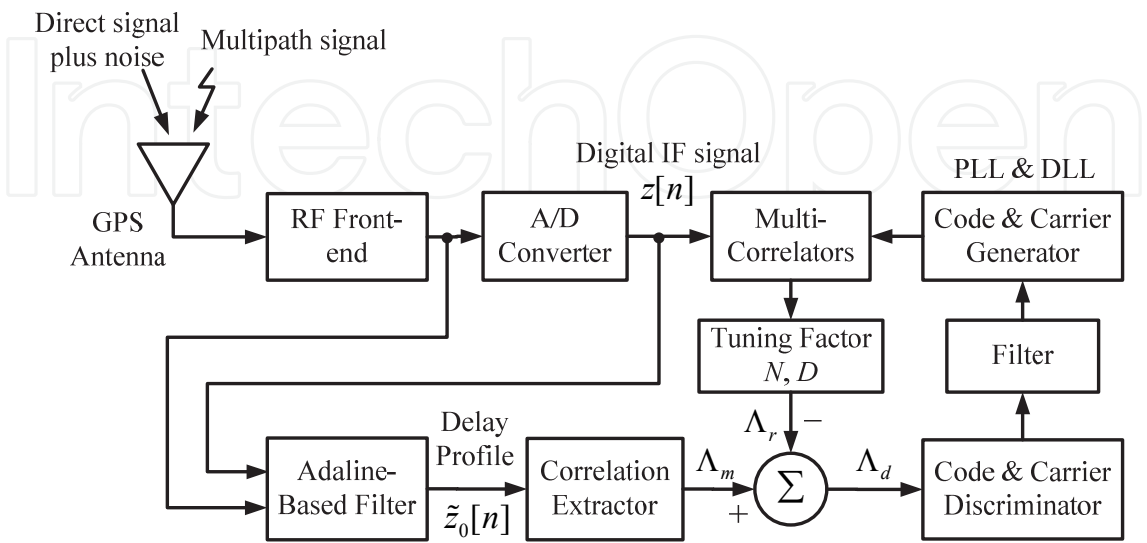 IntechOpen
Direct signal
plus noise
Multipath signal
GPS
Antenna
RF Front-
end
A/D
Converter
Digital IF signal
z[n]
Multi-
Correlators
PLL & DLL
Code & Carrier
Generator
Tuning Factor
N, D
Filter
Λr −
Adaline-
Based Filter
Delay
Profile
z̃0[n]
Correlation
Extractor
Λm
+
Σ
Λd
Code & Carrier
Discriminator